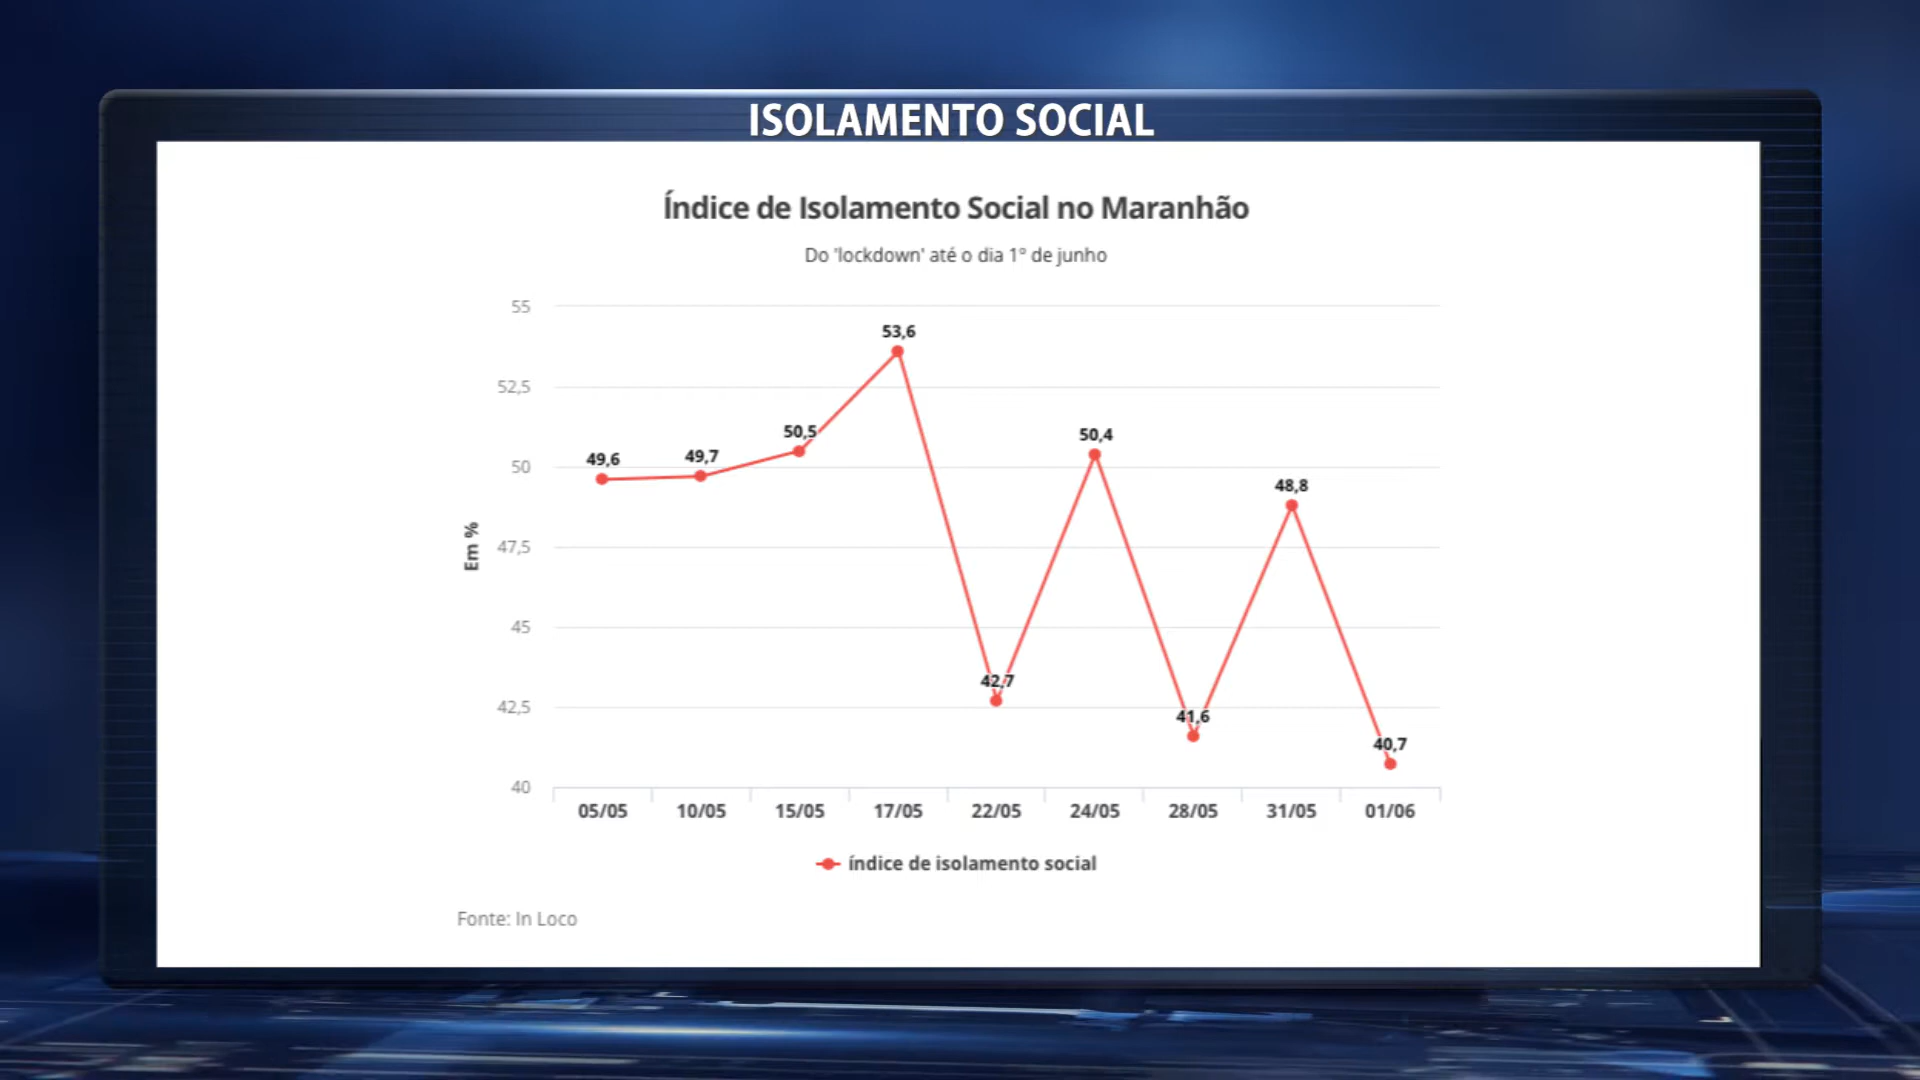 ISOLAMENTO SOCIAL
Índice de Isolamento Social no Maranhão
Do 'lockdown' até o dia 1º de junho
55
53,6
52,5
50,5
50,4
49,6
49,7
50
48,8
Em %
47,5
45
42,7
42,5
41,6
40,7
40
05/05 10/05 15/05 17/05 22/05 24/05 28/05 31/05 01/06
índice de isolamento social
Fonte: In Loco